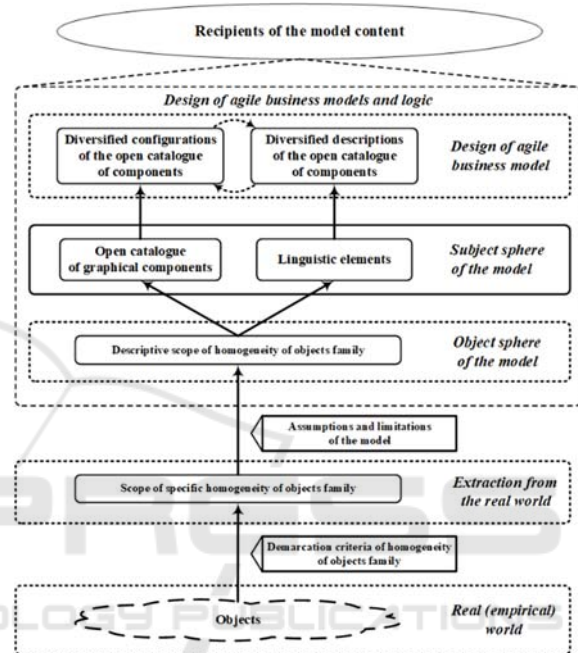 Recipients of the model content
Design of agile business models and logic
Diversified configurations
of the open catalogue
of components
Diversified descriptions
of the open catalogue
of components
Design of agile
business model
Open catalogue
of graphical components
Linguistic elements
Subject sphere
of the model
Descriptive scope of homogeneity of objects family
Object sphere
of the model
Assumptions and limitations
of the model
Scope of specific homogeneity of objects family
Extraction from
the real world
Demarcation criteria of homogeneity
of objects family
Objects
Real (empirical)
world
PRESS
OLOGY PUBLICATIONS